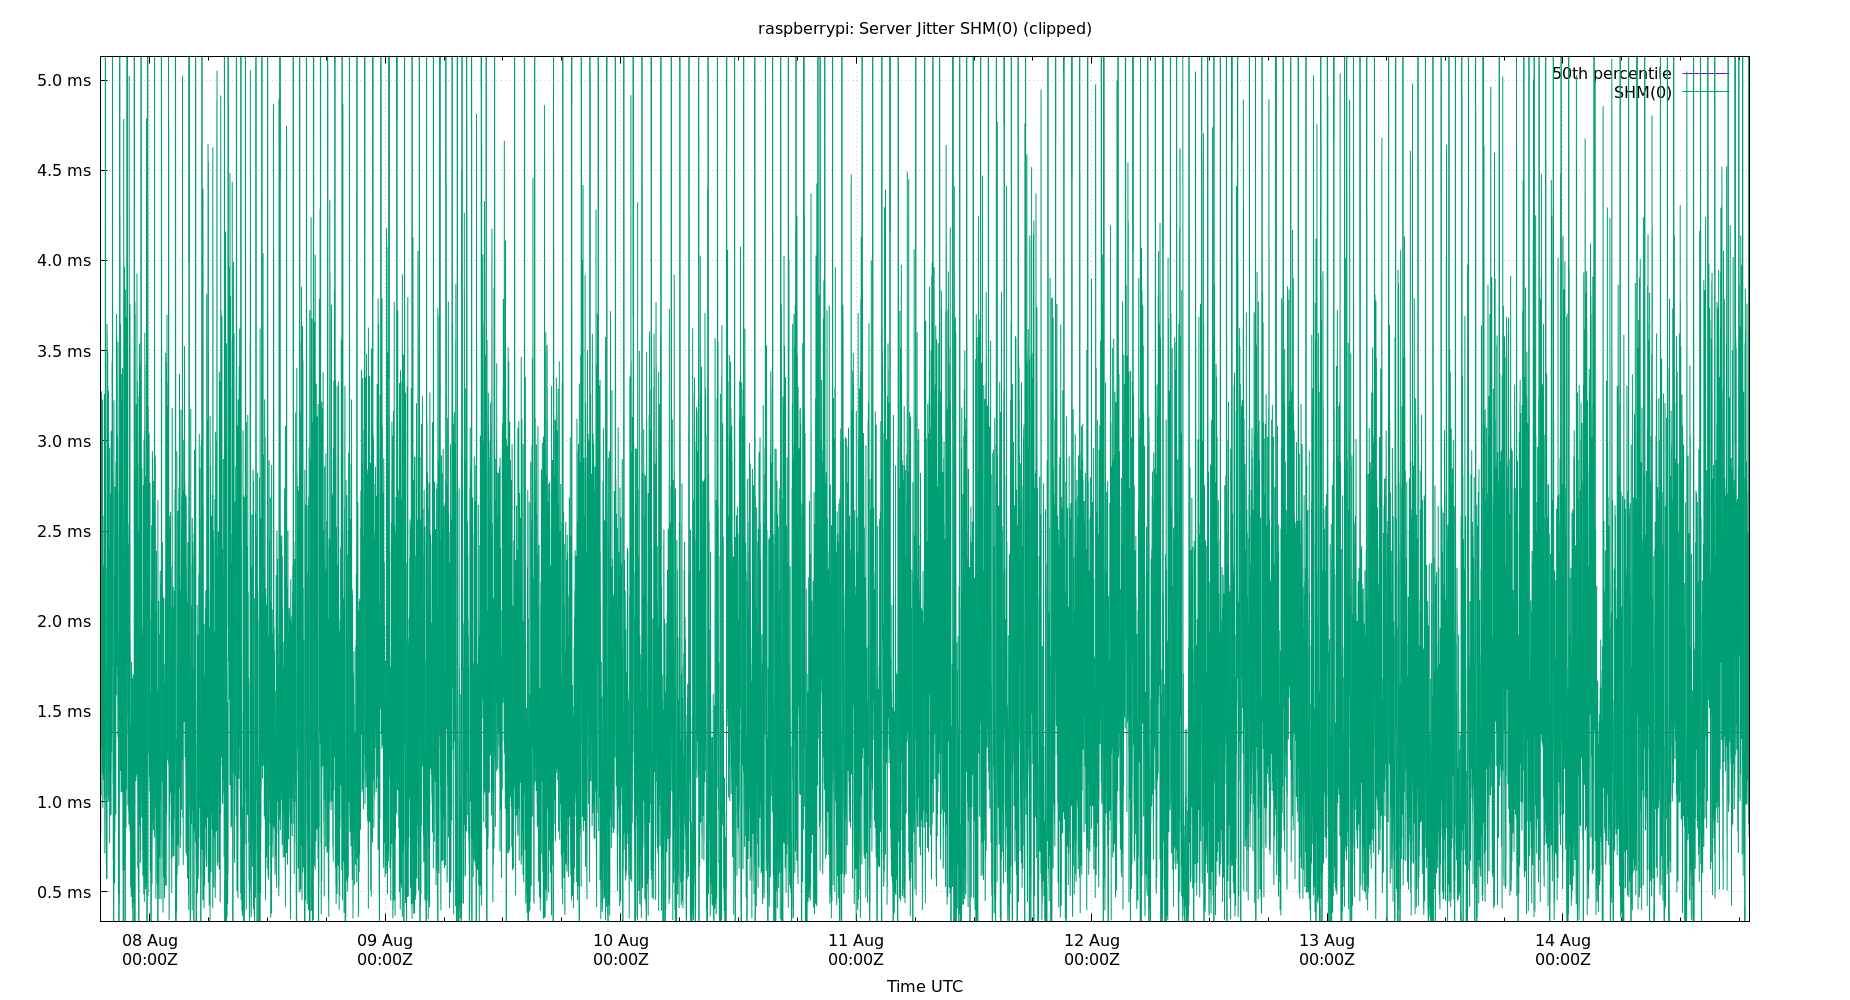 raspberrypi: Server Jitter SHM(0) (clipped)
50th percentile
SHM(0)
5.0 ms
4.5 ms
4.0 ms
3.5 ms
3.0 ms
2.5 ms
2.0 ms
1.5 ms
1.0 ms
0.5 ms
08 Aug 09 Aug 10 Aug 11 Aug 12 Aug 13 Aug 14 Aug
00:00Z 00:00Z 00:00Z 00:00Z 00:00Z 00:00Z 00:00Z
Time UTC